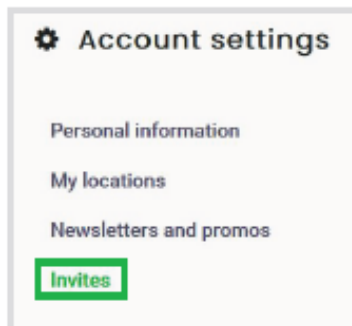 Account settings
Personal information
My locations
Newsletters and promos
Invites